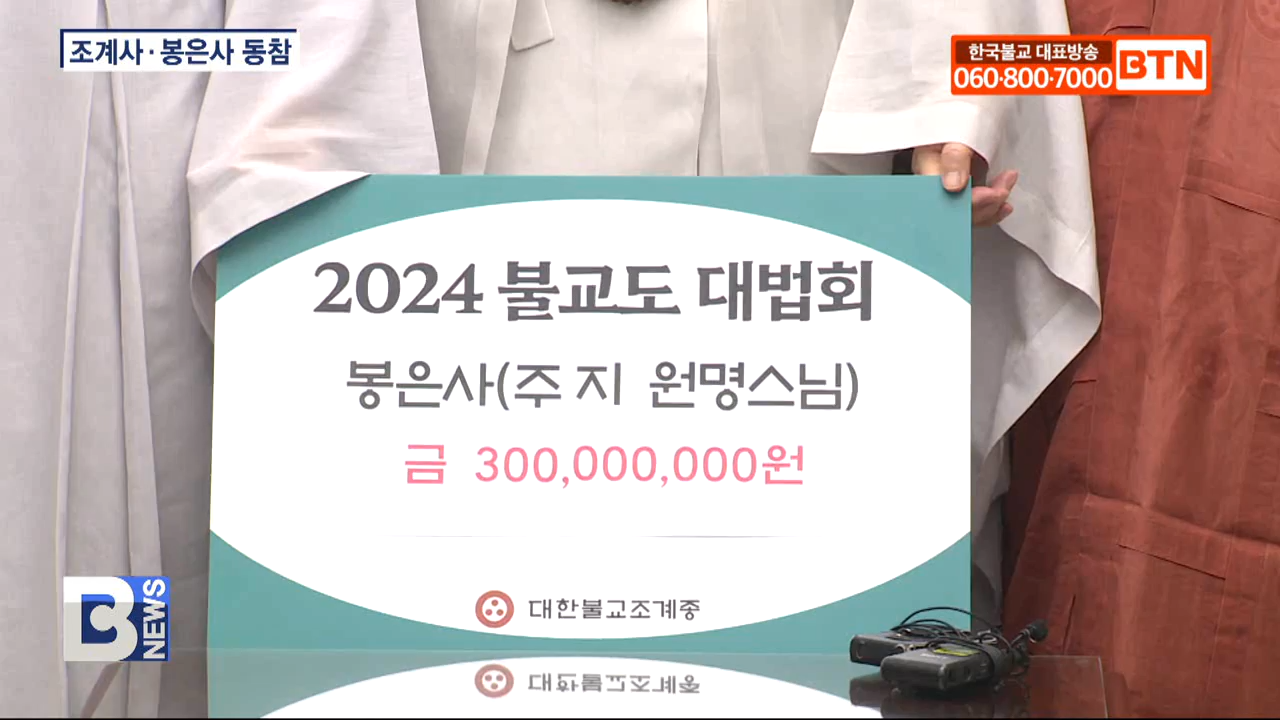 조계사·봉은사 동참
한국불교 대표방송
060·800·7000
BTN
2024 불교도 대법회
봉은사(주지 원명스님)
금 300,000,000원
대한불교조계종
B NEWS